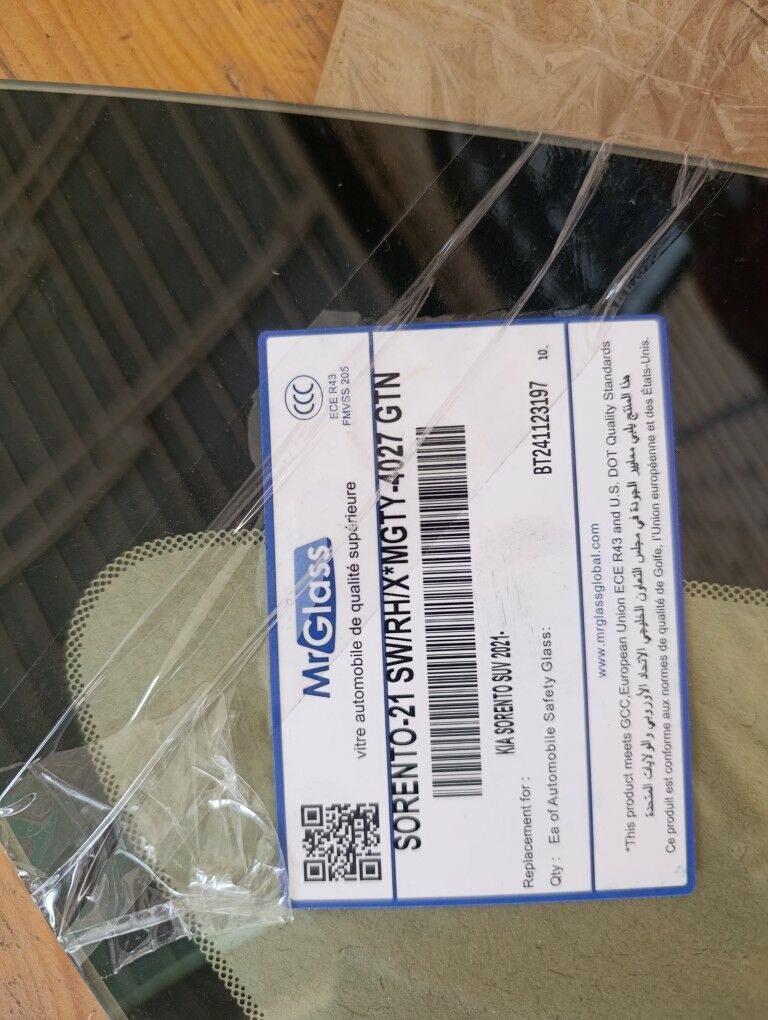 MrGlass
CCC
ECE R43
FMVSS 205
vitre automobile de qualité supérieure
SORENTO-21 SW/RH/X*MGTY-4027 GTN
Replacement for : KIA SORENTO SUV 2021-
Qty : Ea of Automobile Safety Glass: BT241123197 10.
www.mrglassglobal.com
*This product meets GCC,European Union ECE R43 and U.S. DOT Quality Standards
هذا المنتج يلبي معايير الجودة في مجلس التعاون الخليجي الاتحاد الأوروبي و الولايات المتحدة
Ce produit est conforme aux normes de qualité de Golfe, l'Union européenne et des États-Unis.